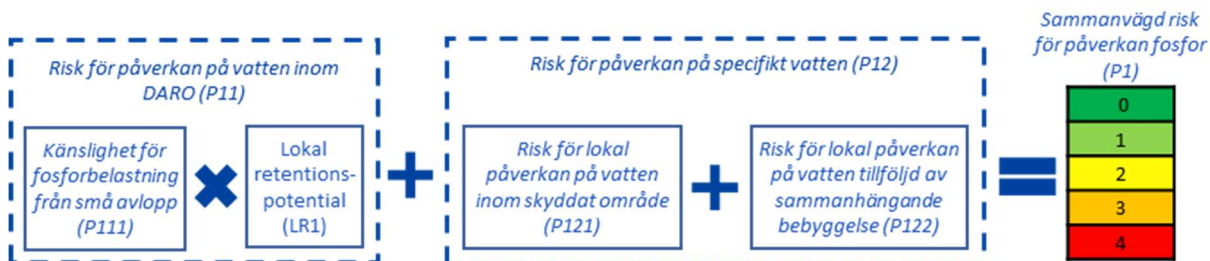 Risk för påverkan på vatten inom
DARO (P11)
Känslighet för
fosforbelastning
från små avlopp
(P111)
Lokal
retentions-
potential
(LR1)
Risk för påverkan på specifikt vatten (P12)
Risk för lokal
påverkan på vatten
inom skyddat område
(P121)
Risk för lokal påverkan
på vatten tillföljd av
sammanhängande
bebyggelse (P122)
Sammanvägd risk
för påverkan fosfor
(P1)
0
1
2
3
4